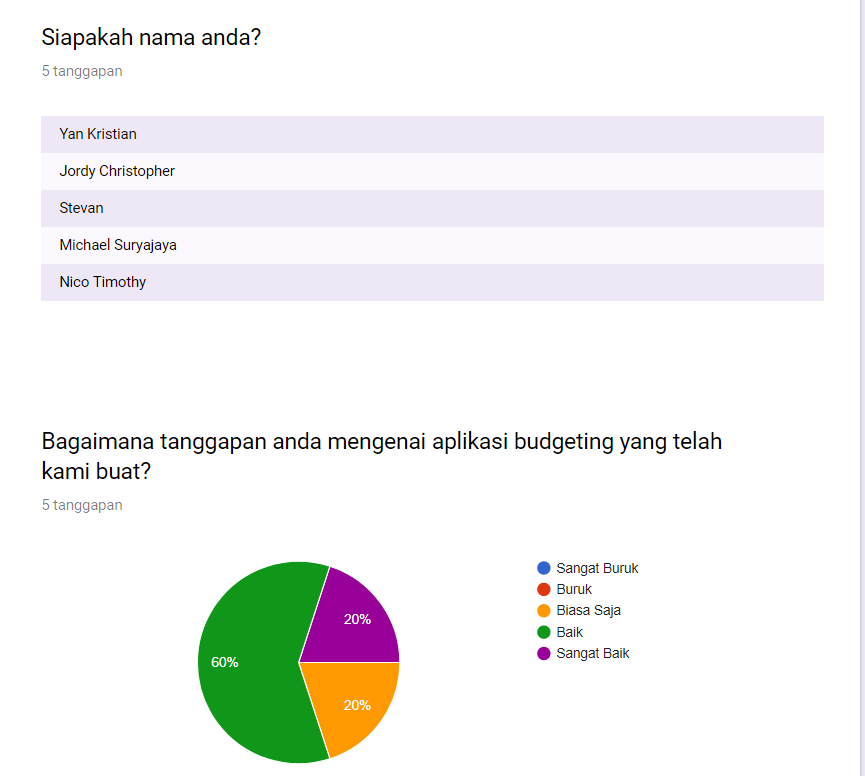 Siapakah nama anda?
5 tanggapan
Yan Kristian
Jordy Christopher
Stevan
Michael Suryajaya
Nico Timothy
Bagaimana tanggapan anda mengenai aplikasi budgeting yang telah
kami buat?
5 tanggapan
60%
20%
20%
Sangat Buruk
Buruk
Biasa Saja
Baik
Sangat Baik